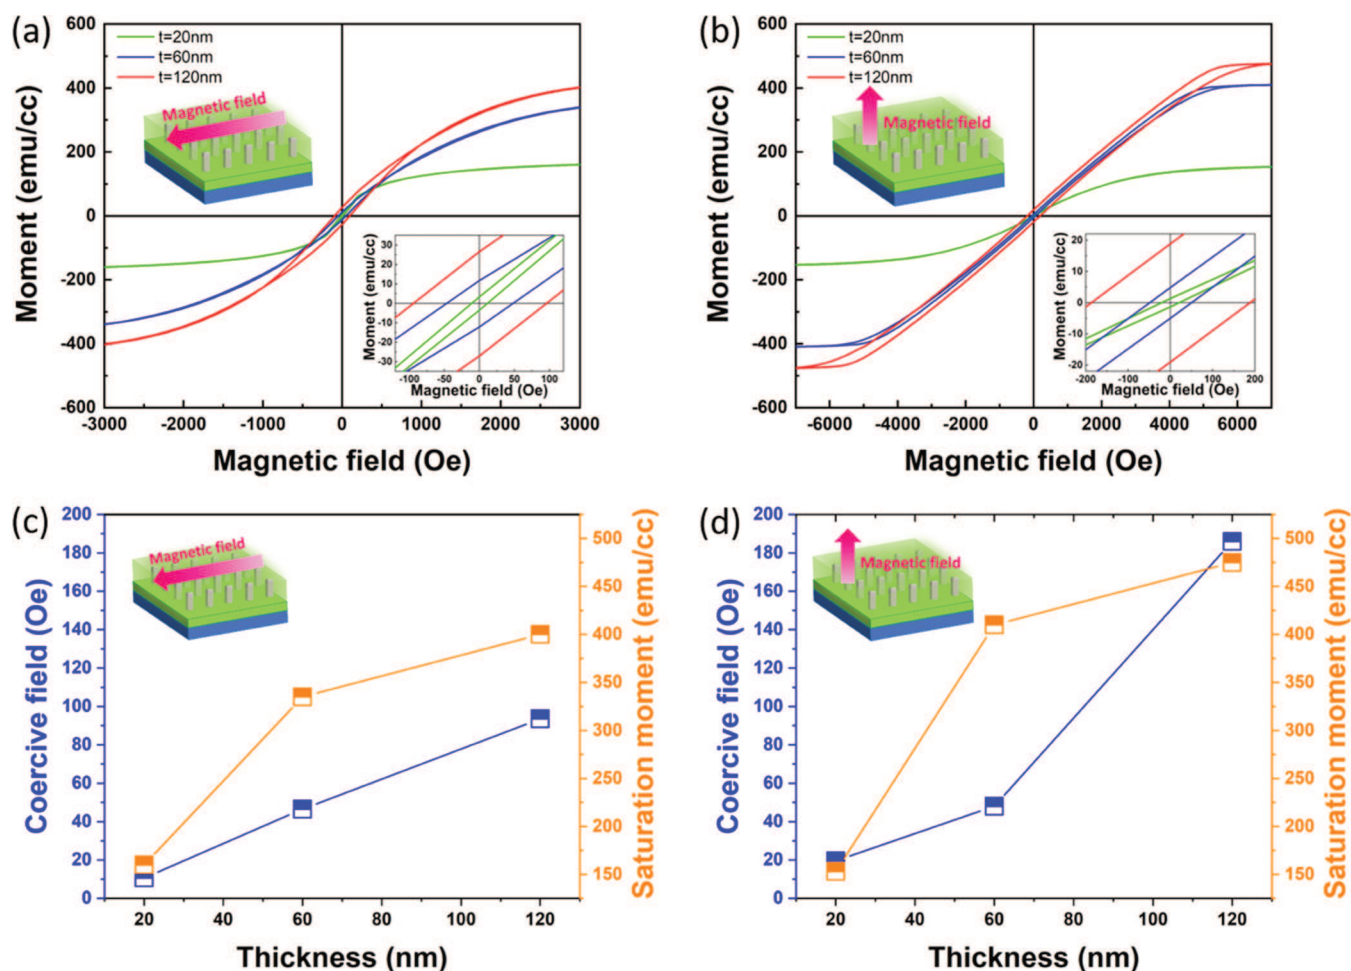 (a)
t=20nm
t=60nm
t=120nm
Magnetic field
Moment (emu/cc)
600
400
200
0
-200
-400
-600
-3000 -2000 -1000 0 1000 2000 3000
Magnetic field (Oe)
Moment (emu/cc)
30
20
10
0
-10
-20
-30
-100 -50 0 50 100
Magnetic field (Oe)
(b)
t=20nm
t=60nm
t=120nm
Magnetic field
Moment (emu/cc)
600
400
200
0
-200
-400
-600
-6000 -4000 -2000 0 2000 4000 6000
Magnetic field (Oe)
Moment (emu/cc)
20
10
0
-10
-20
-200 -100 0 100 200
Magnetic field (Oe)
(c)
Magnetic field
Coercive field (Oe)
200
180
160
140
120
100
80
60
40
20
0
20 40 60 80 100 120
Thickness (nm)
500
450
400
350
300
250
200
150
Saturation moment (emu/cc)
(d)
Magnetic field
Coercive field (Oe)
200
180
160
140
120
100
80
60
40
20
0
20 40 60 80 100 120
Thickness (nm)
500
450
400
350
300
250
200
150
Saturation moment (emu/cc)